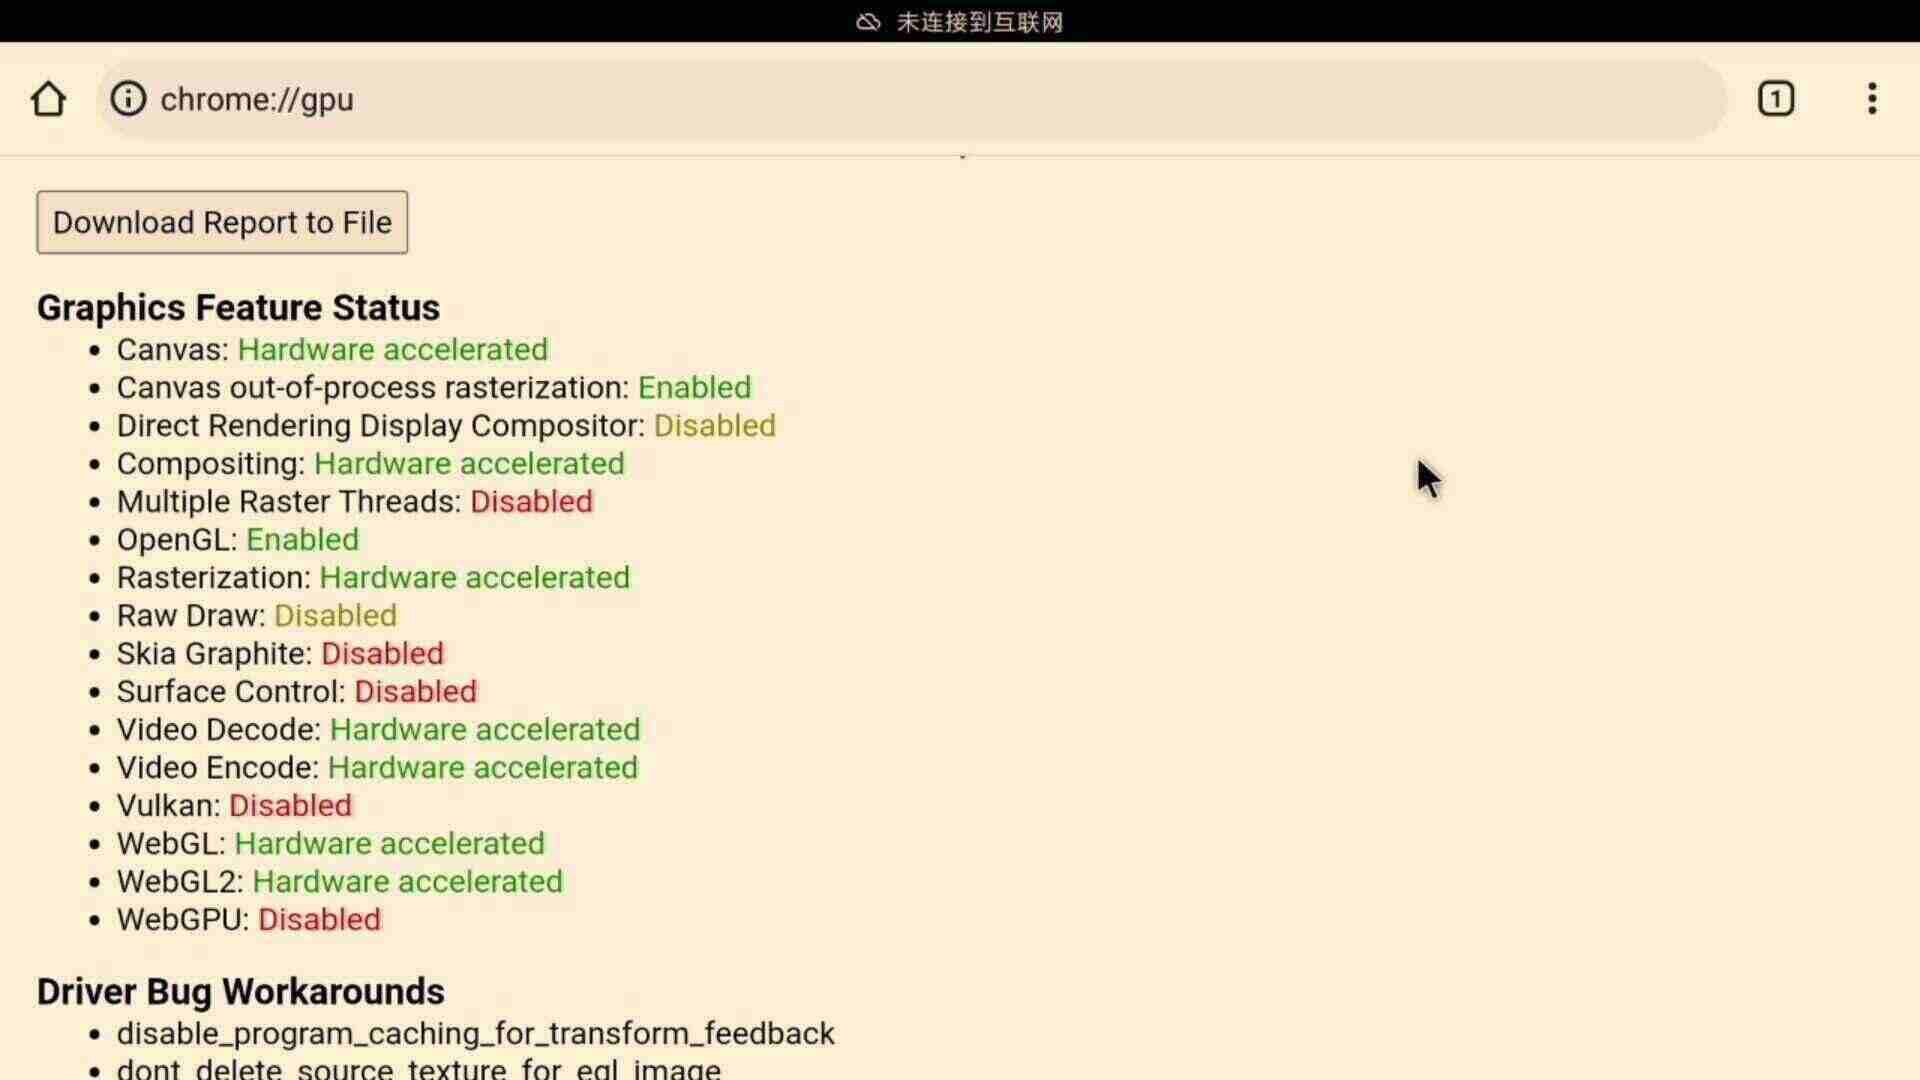 未连接到互联网
chrome://gpu
1
Download Report to File
Graphics Feature Status
• Canvas: Hardware accelerated
• Canvas out-of-process rasterization: Enabled
• Direct Rendering Display Compositor: Disabled
• Compositing: Hardware accelerated
• Multiple Raster Threads: Disabled
• OpenGL: Enabled
• Rasterization: Hardware accelerated
• Raw Draw: Disabled
• Skia Graphite: Disabled
• Surface Control: Disabled
• Video Decode: Hardware accelerated
• Video Encode: Hardware accelerated
• Vulkan: Disabled
• WebGL: Hardware accelerated
• WebGL2: Hardware accelerated
• WebGPU: Disabled
Driver Bug Workarounds
• disable_program_caching_for_transform_feedback
• dont_delete_source_texture_for_egl_image